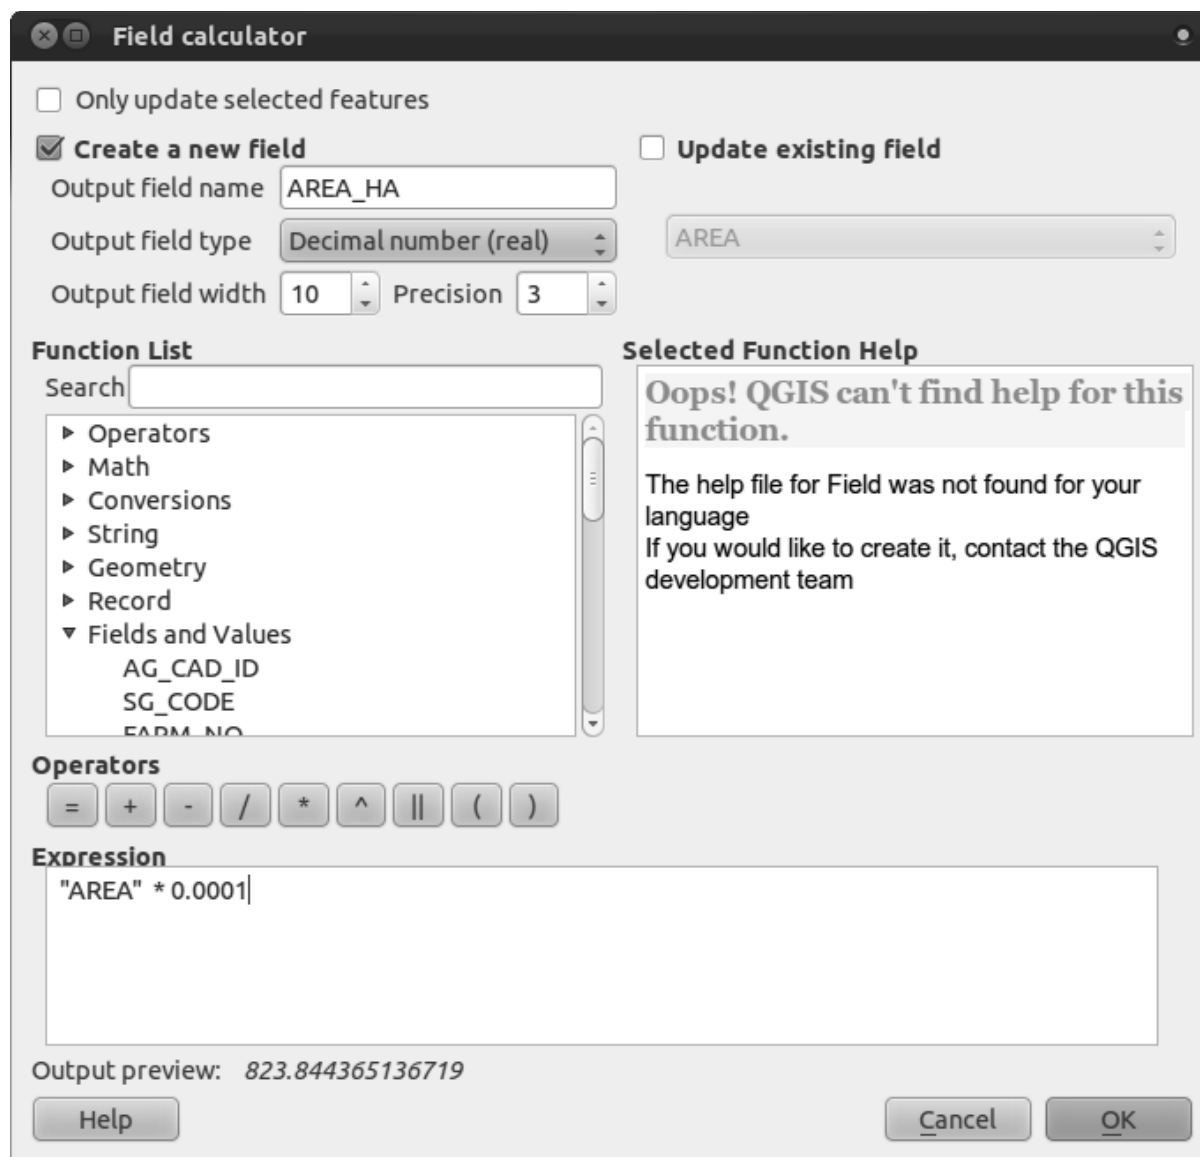 Field calculator
Only update selected features
Create a new field
Update existing field
Output field name AREA_HA
Output field type Decimal number (real)
AREA
Output field width 10 Precision 3
Function List
Selected Function Help
Search
Oops! QGIS can't find help for this
function.
Operators
Math
Conversions
String
Geometry
Record
Fields and Values
AG_CAD_ID
SG_CODE
FARM_NO
The help file for Field was not found for your
language
If you would like to create it, contact the QGIS
development team
Operators
= + - / * ^ || ( )
Expression
"AREA" * 0.0001
Output preview: 823.844365136719
Help
Cancel
OK